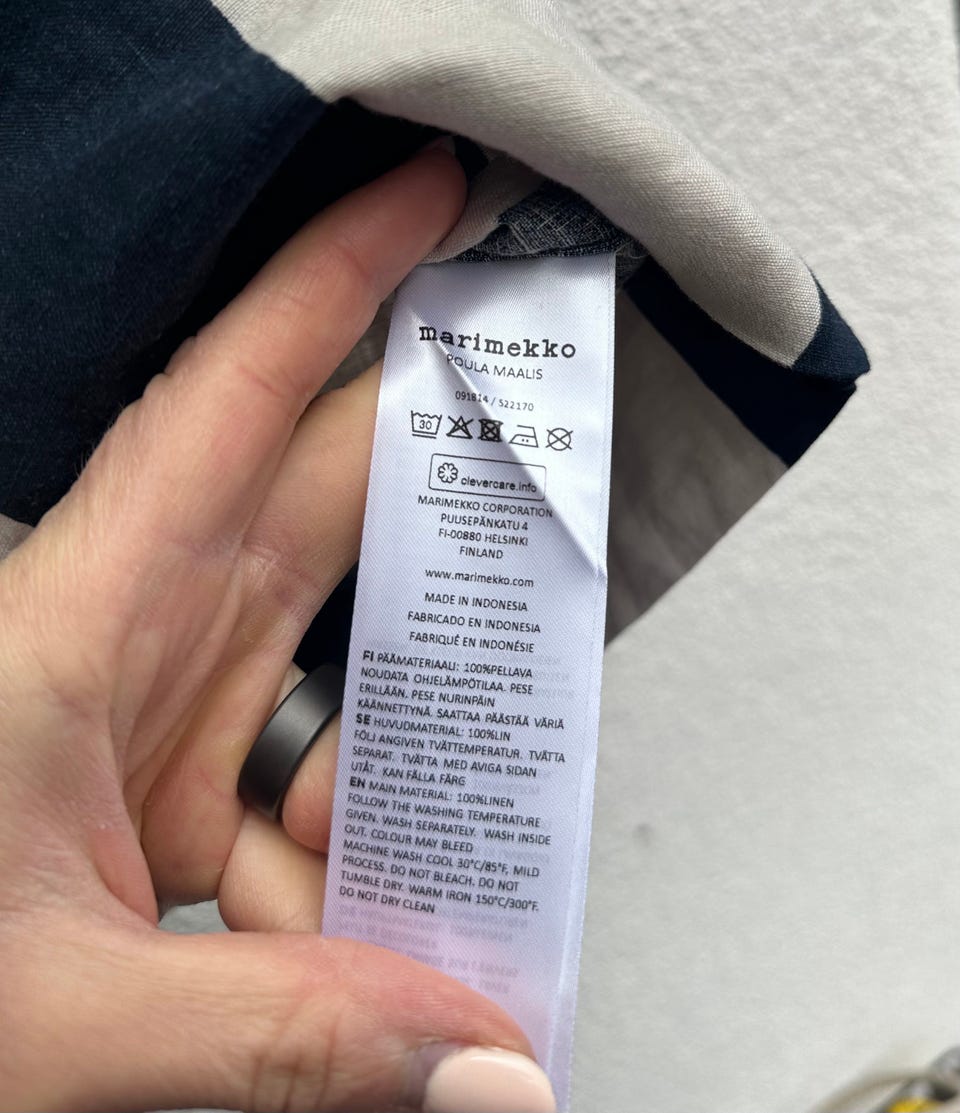 marimekko
POULA MAALIS
091814 / 522170
30
clevercare.info
MARIMEKKO CORPORATION
PUUSEPÄNKATU 4
FI-00880 HELSINKI
FINLAND
www.marimekko.com
MADE IN INDONESIA
FABRICADO EN INDONESIA
FABRIQUÉ EN INDONÉSIE
FI PÄÄMATERIAALI: 100%PELLAVA
NOUDATA OHJELÄMPÖTILAA. PESE
ERILLÄÄN. PESE NURINPÄIN
KÄÄNNETTYNÄ. SAATTAA PÄÄSTÄÄ VÄRIÄ
SE HUVUDMATERIAL: 100%LIN
FÖLJ ANGIVEN TVÄTTEMPERATUR. TVÄTTA
SEPARAT. TVÄTTA MED AVIGA SIDAN
UTÅT. KAN FÄLLA FÄRG
EN MAIN MATERIAL: 100%LINEN
FOLLOW THE WASHING TEMPERATURE
GIVEN. WASH SEPARATELY. WASH INSIDE
OUT. COLOUR MAY BLEED
MACHINE WASH COOL 30°C/85°F, MILD
PROCESS. DO NOT BLEACH. DO NOT
TUMBLE DRY. WARM IRON 150°C/300°F.
DO NOT DRY CLEAN